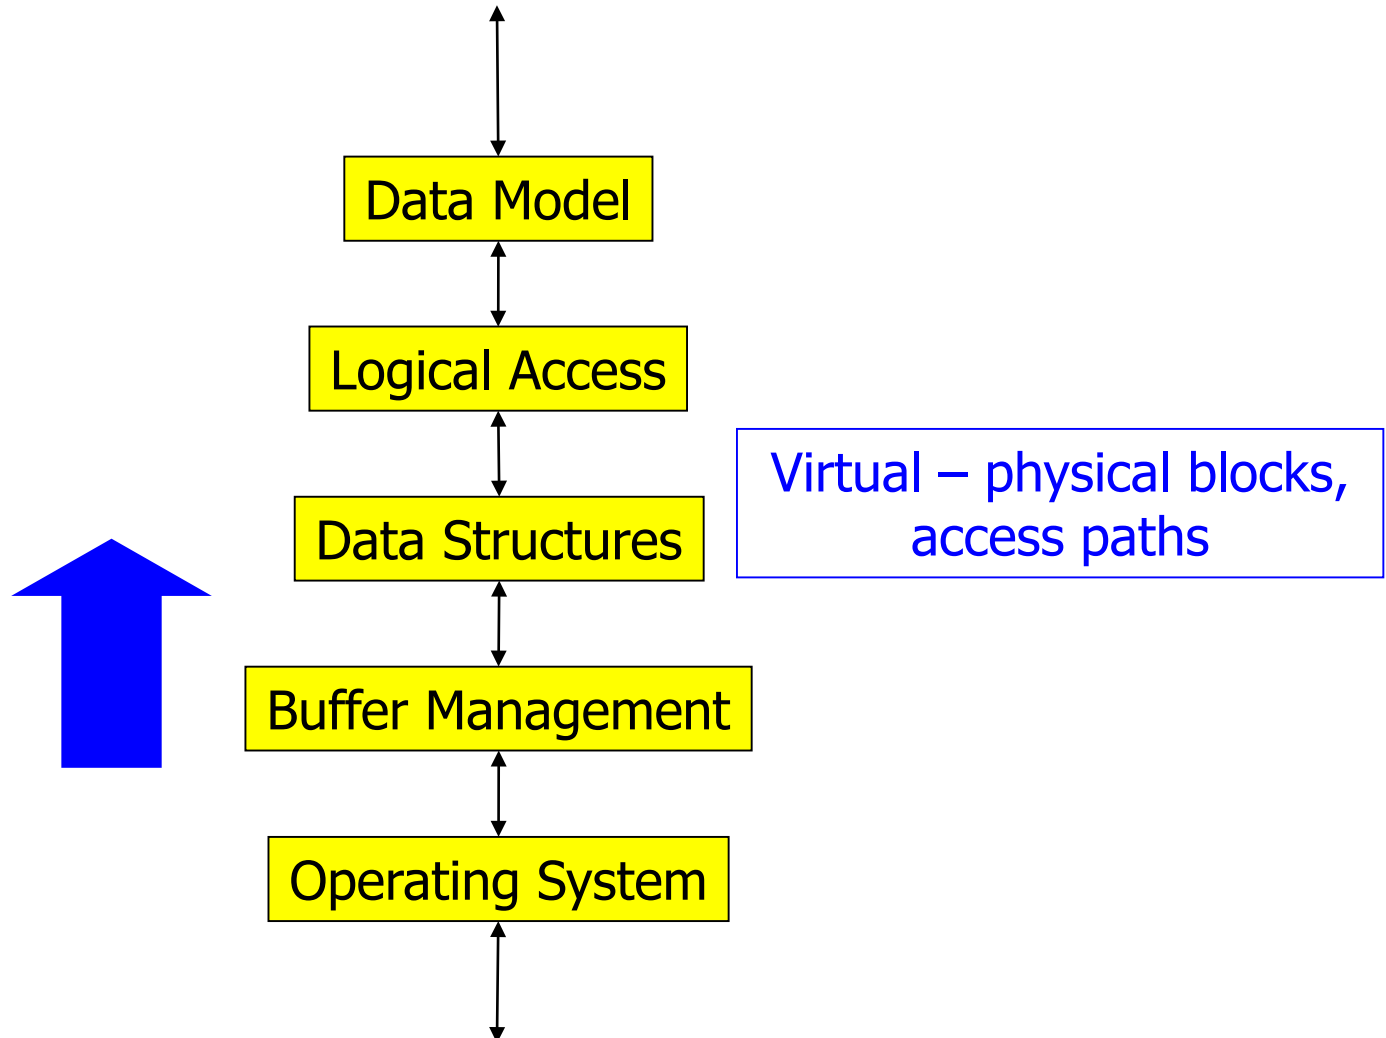 Data Model
Logical Access
Virtual – physical blocks,
access paths
Data Structures
Buffer Management
Operating System